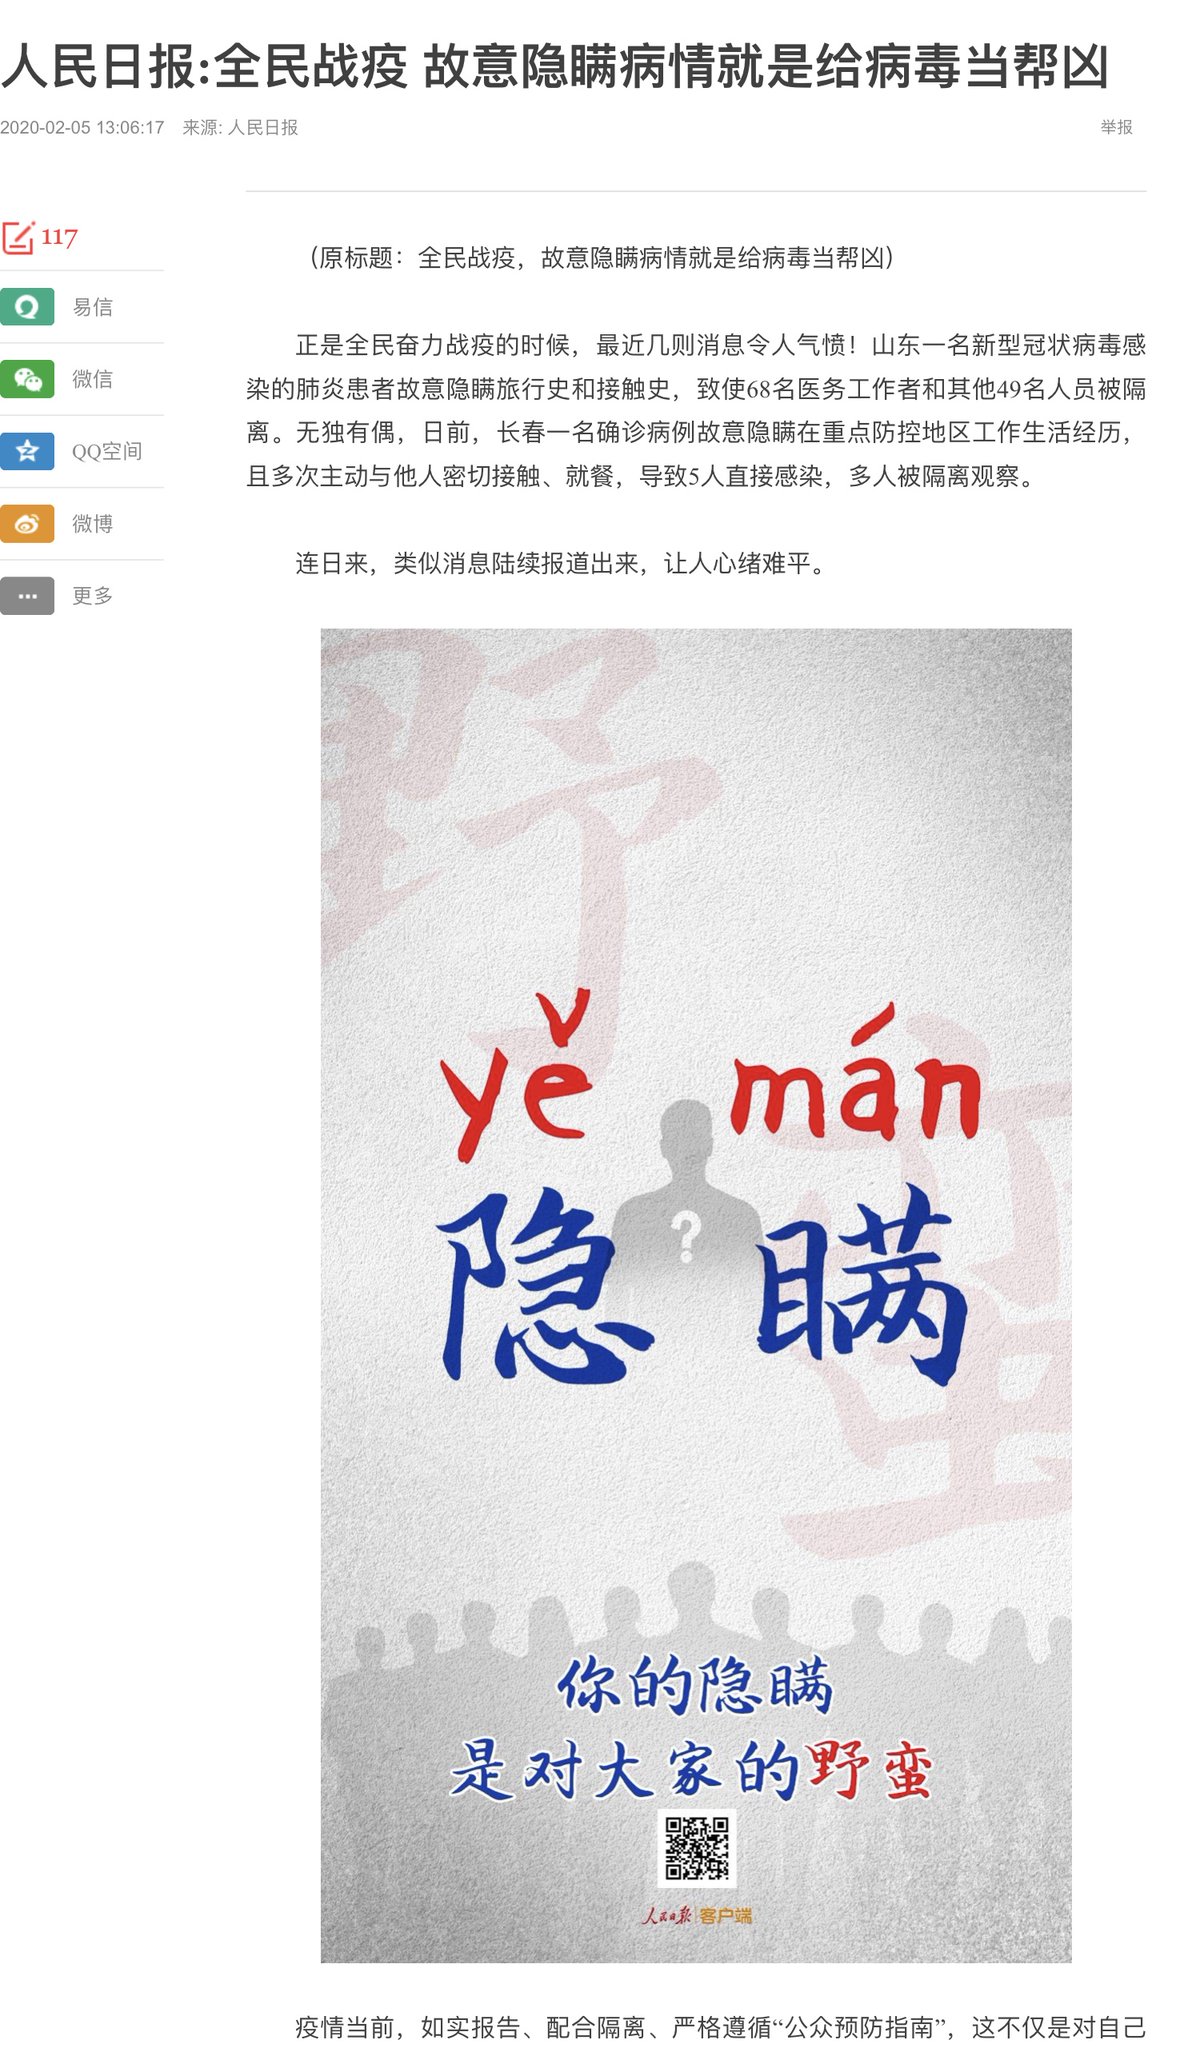 人民日报:全民战疫 故意隐瞒病情就是给病毒当帮凶
2020-02-05 13:06:17 来源: 人民日报 举报
117
易信
微信
QQ空间
微博
更多
（原标题：全民战疫，故意隐瞒病情就是给病毒当帮凶）
正是全民奋力战疫的时候，最近几则消息令人气愤！山东一名新型冠状病毒感
染的肺炎患者故意隐瞒旅行史和接触史，致使68名医务工作者和其他49名人员被隔
离。无独有偶，日前，长春一名确诊病例故意隐瞒在重点防控地区工作生活经历，
且多次主动与他人密切接触、就餐，导致5人直接感染，多人被隔离观察。
连日来，类似消息陆续报道出来，让人心绪难平。
野
蛮
yě mán
?
隐 瞒
你的隐瞒
是对大家的野蛮
人民日报 客户端
疫情当前，如实报告、配合隔离、严格遵循“公众预防指南”，这不仅是对自己